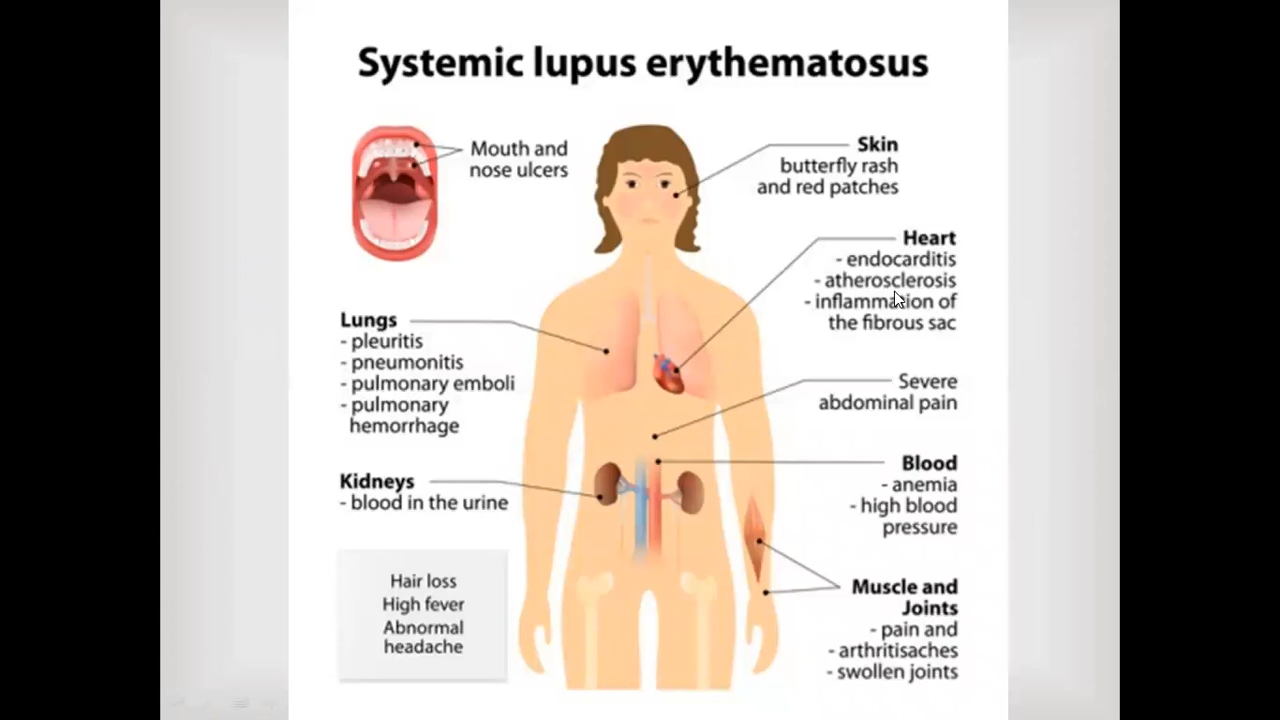 Systemic lupus erythematosus
Mouth and
nose ulcers
Skin
butterfly rash
and red patches
Heart
- endocarditis
- atherosclerosis
- inflammation of
the fibrous sac
Lungs
- pleuritis
- pneumonitis
- pulmonary emboli
- pulmonary
hemorrhage
Severe
abdominal pain
Kidneys
- blood in the urine
Blood
- anemia
- high blood
pressure
Hair loss
High fever
Abnormal
headache
Muscle and
Joints
- pain and
- arthritisaches
- swollen joints